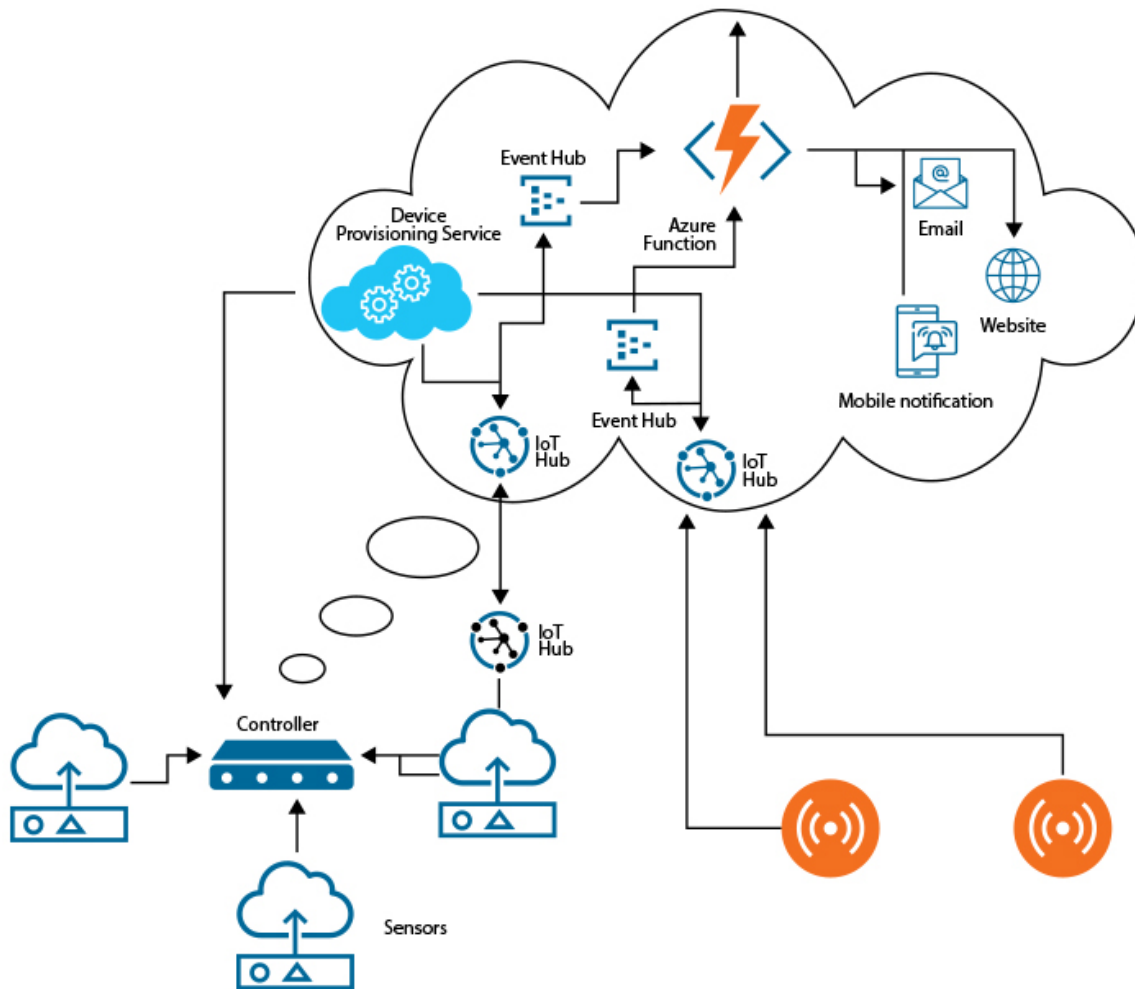 Event Hub
Device
Provisioning Service
Azure
Function
@
Email
Website
Mobile notification
Event Hub
IoT
Hub
IoT
Hub
IoT
Hub
Controller
Sensors